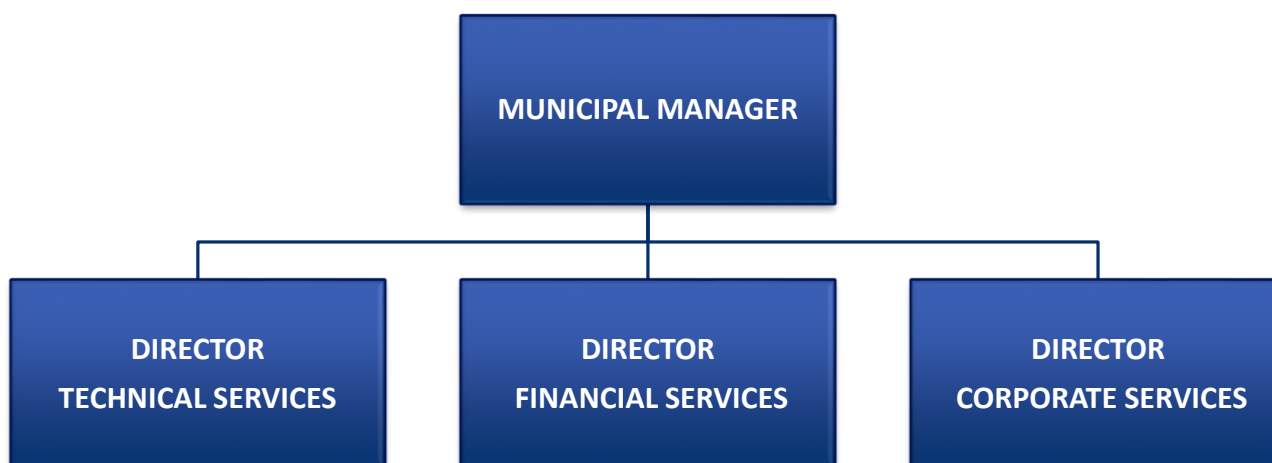 MUNICIPAL MANAGER
DIRECTOR
TECHNICAL SERVICES
DIRECTOR
FINANCIAL SERVICES
DIRECTOR
CORPORATE SERVICES